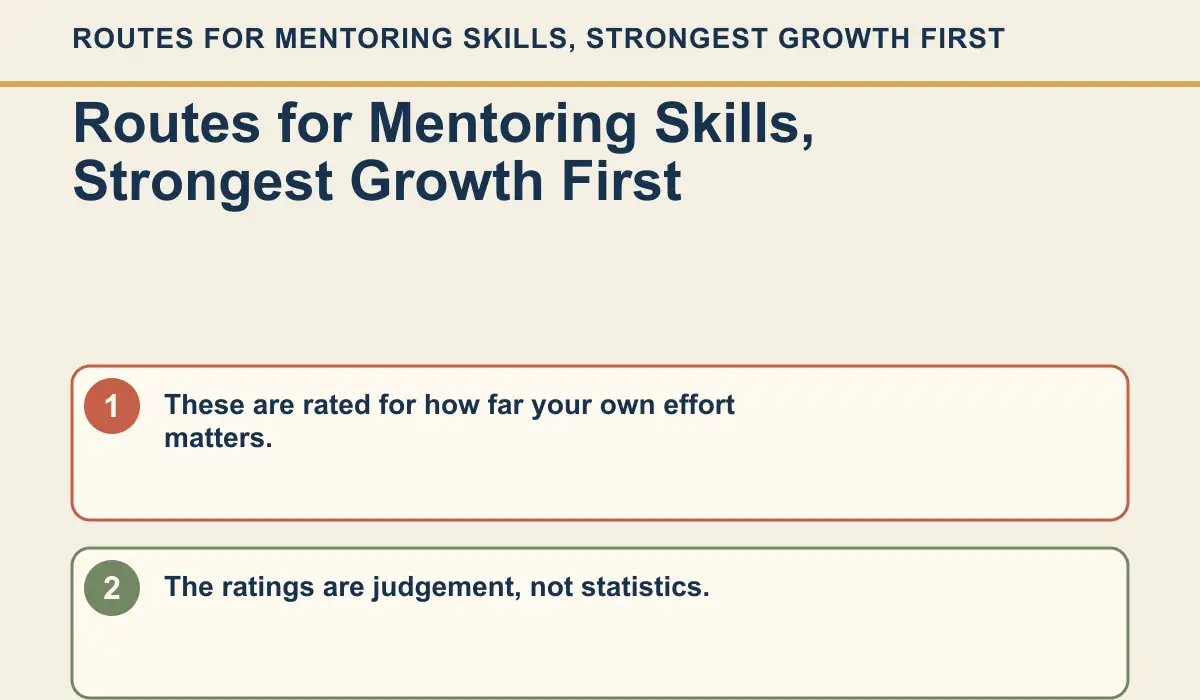 ROUTES FOR MENTORING SKILLS, STRONGEST GROWTH FIRST
Routes for Mentoring Skills,
Strongest Growth First
1
These are rated for how far your own effort
matters.
2
The ratings are judgement, not statistics.